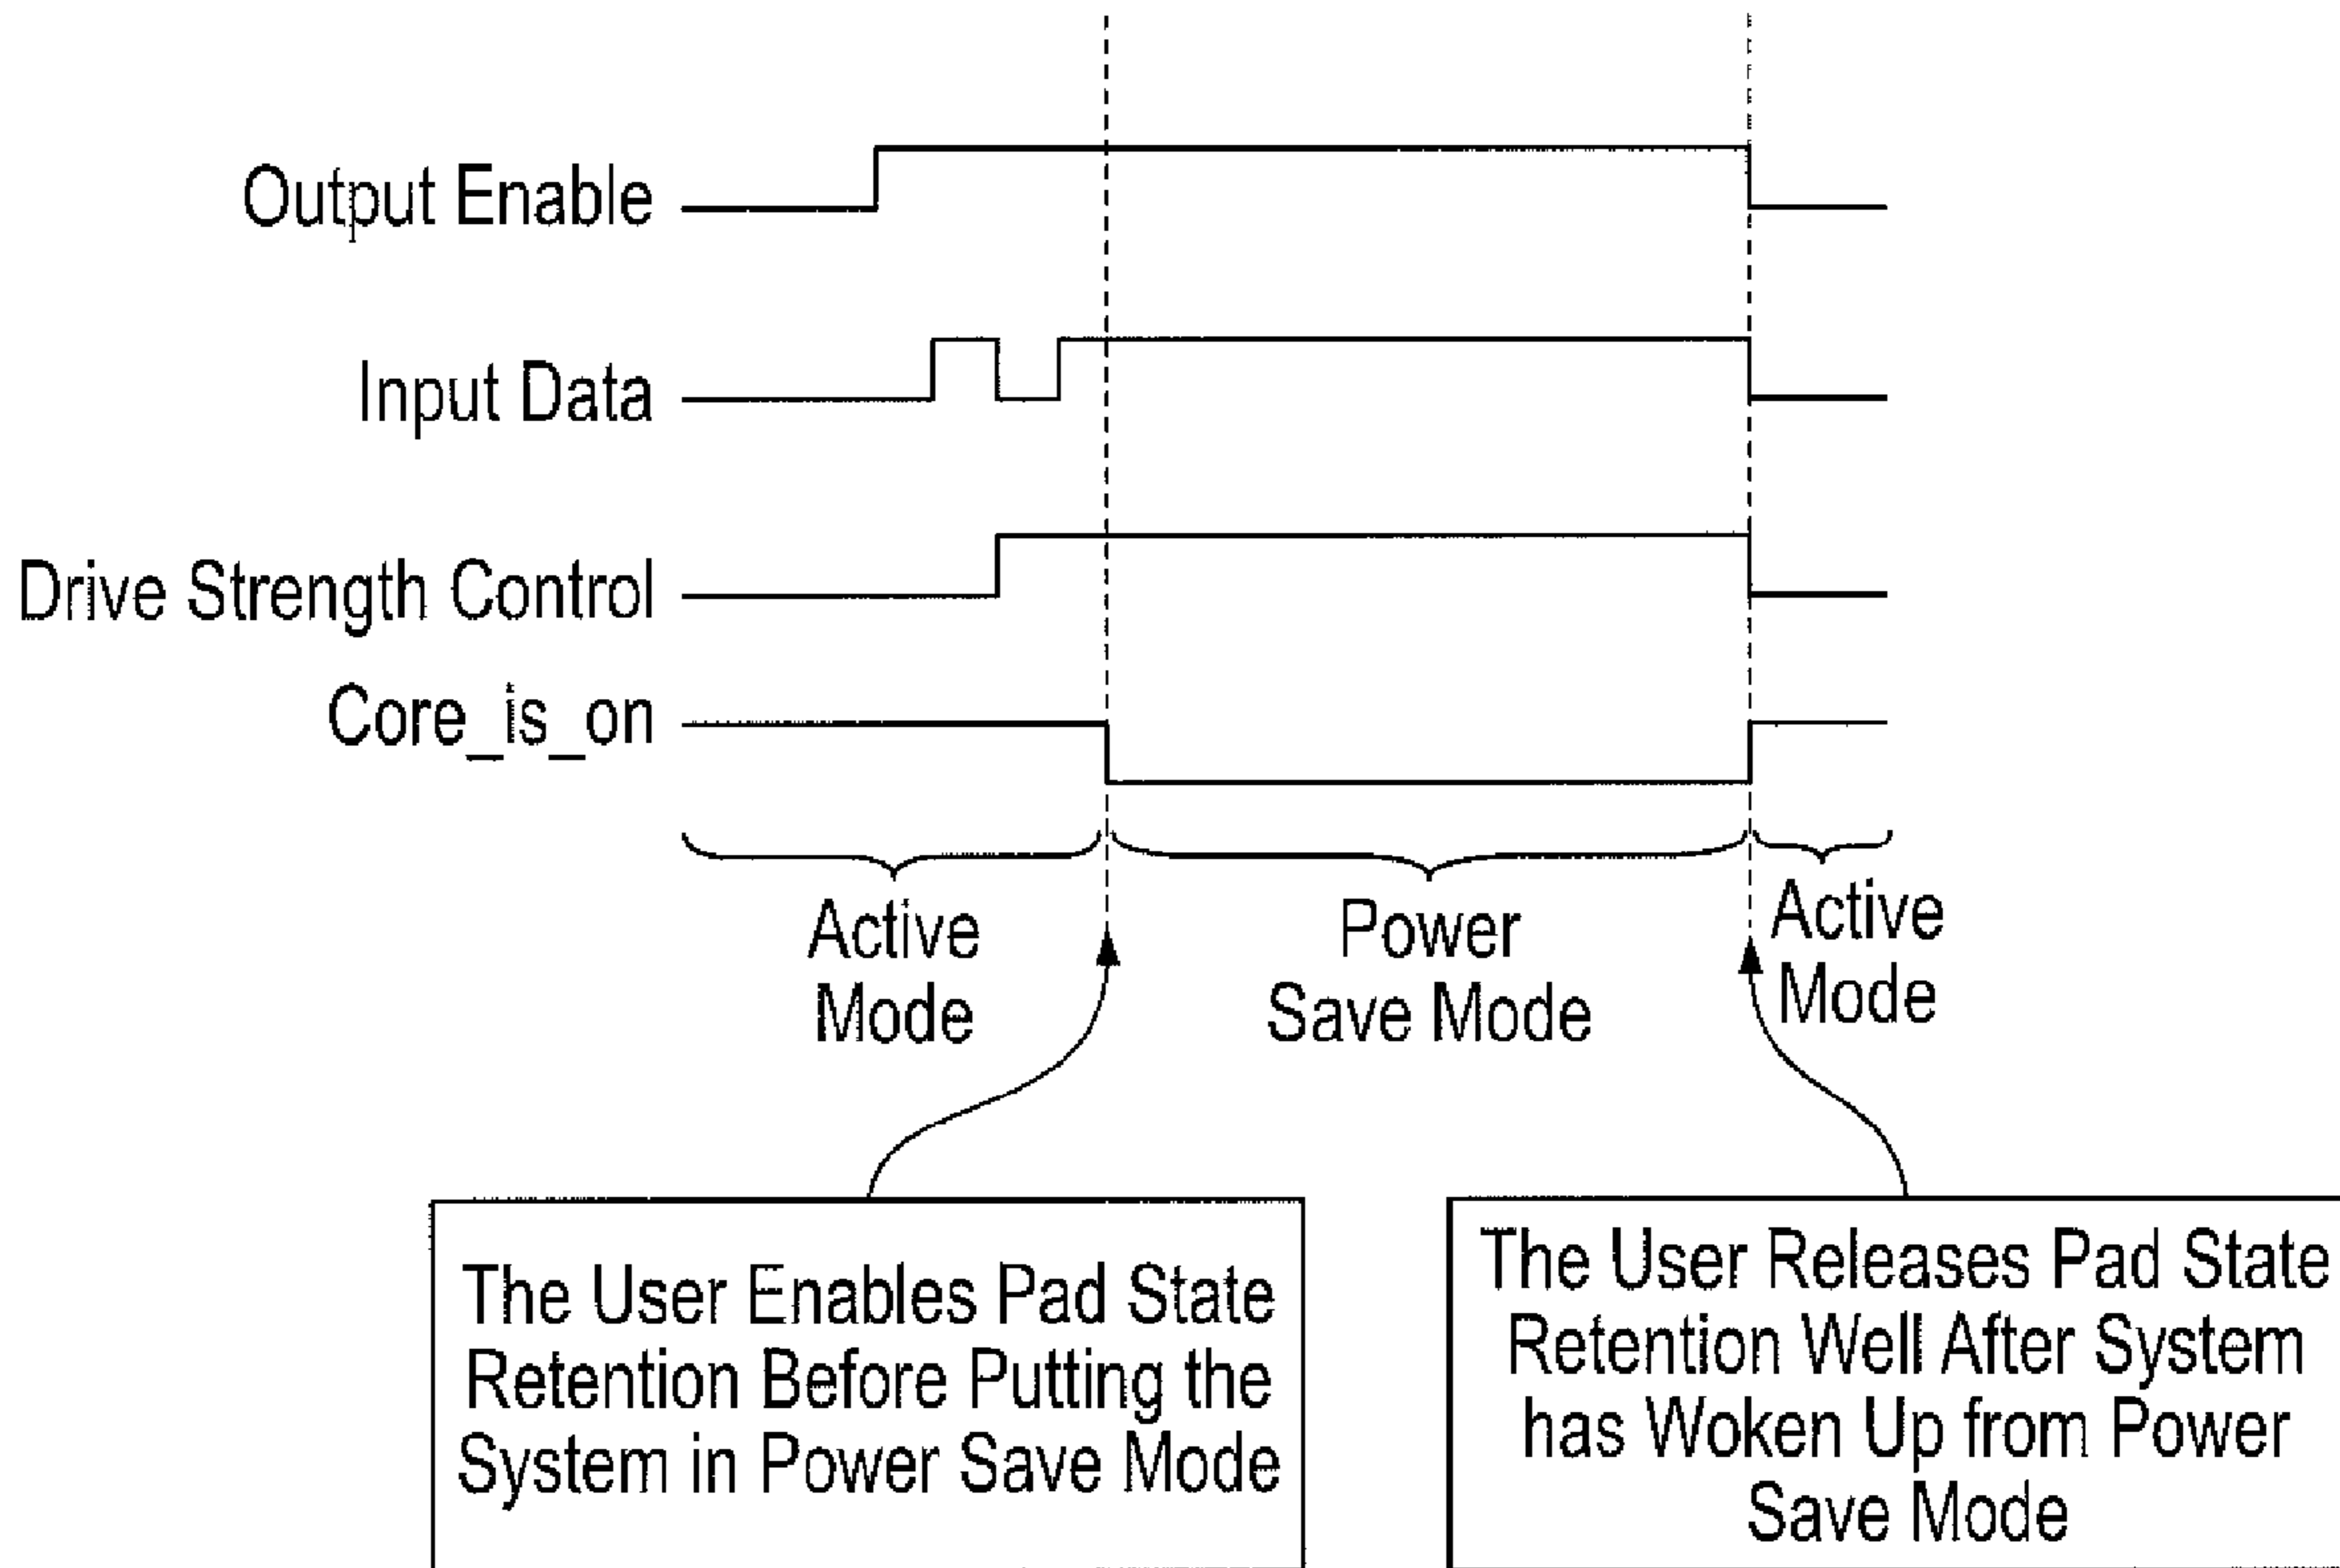 Output Enable
Input Data
Drive Strength Control
Core_is_on
Active
Mode
Power
Save Mode
Active
Mode
The User Enables Pad State
Retention Before Putting the
System in Power Save Mode
The User Releases Pad State
Retention Well After System
has Woken Up from Power
Save Mode